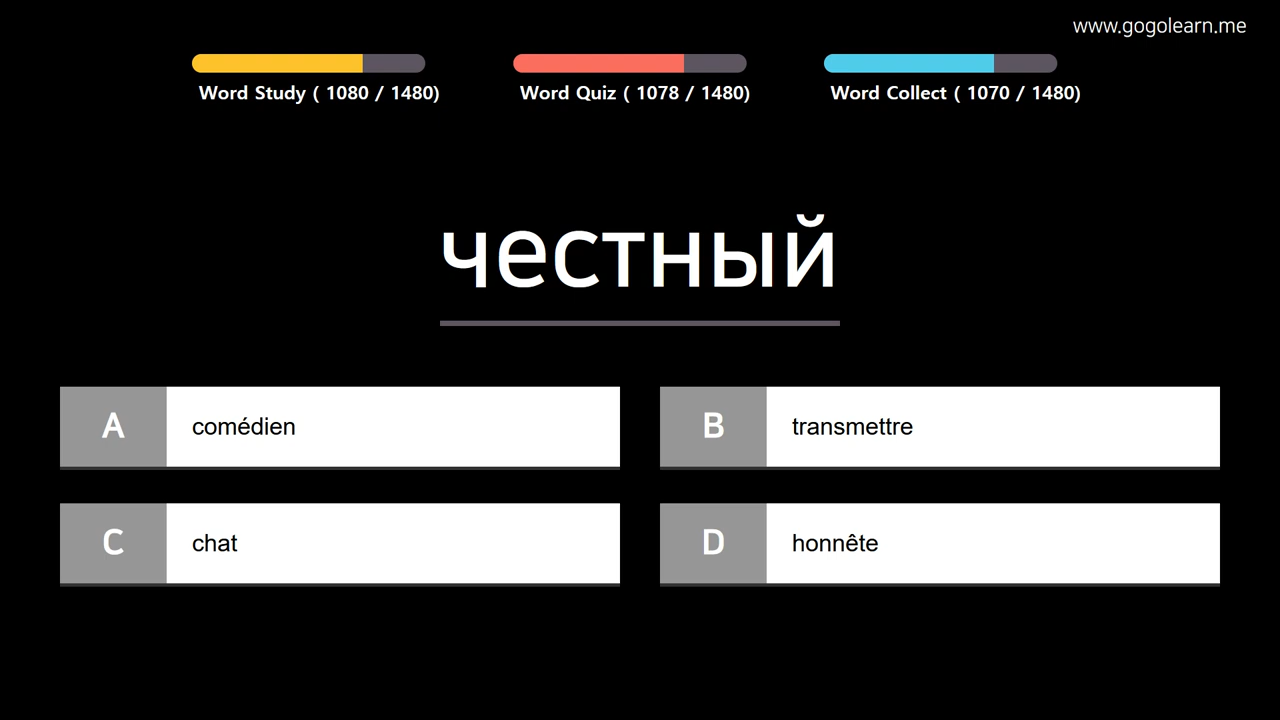 www.gogolearn.me
Word Study ( 1080 / 1480)
Word Quiz ( 1078 / 1480)
Word Collect ( 1070 / 1480)
честный
A comédien
B transmettre
C chat
D honnête